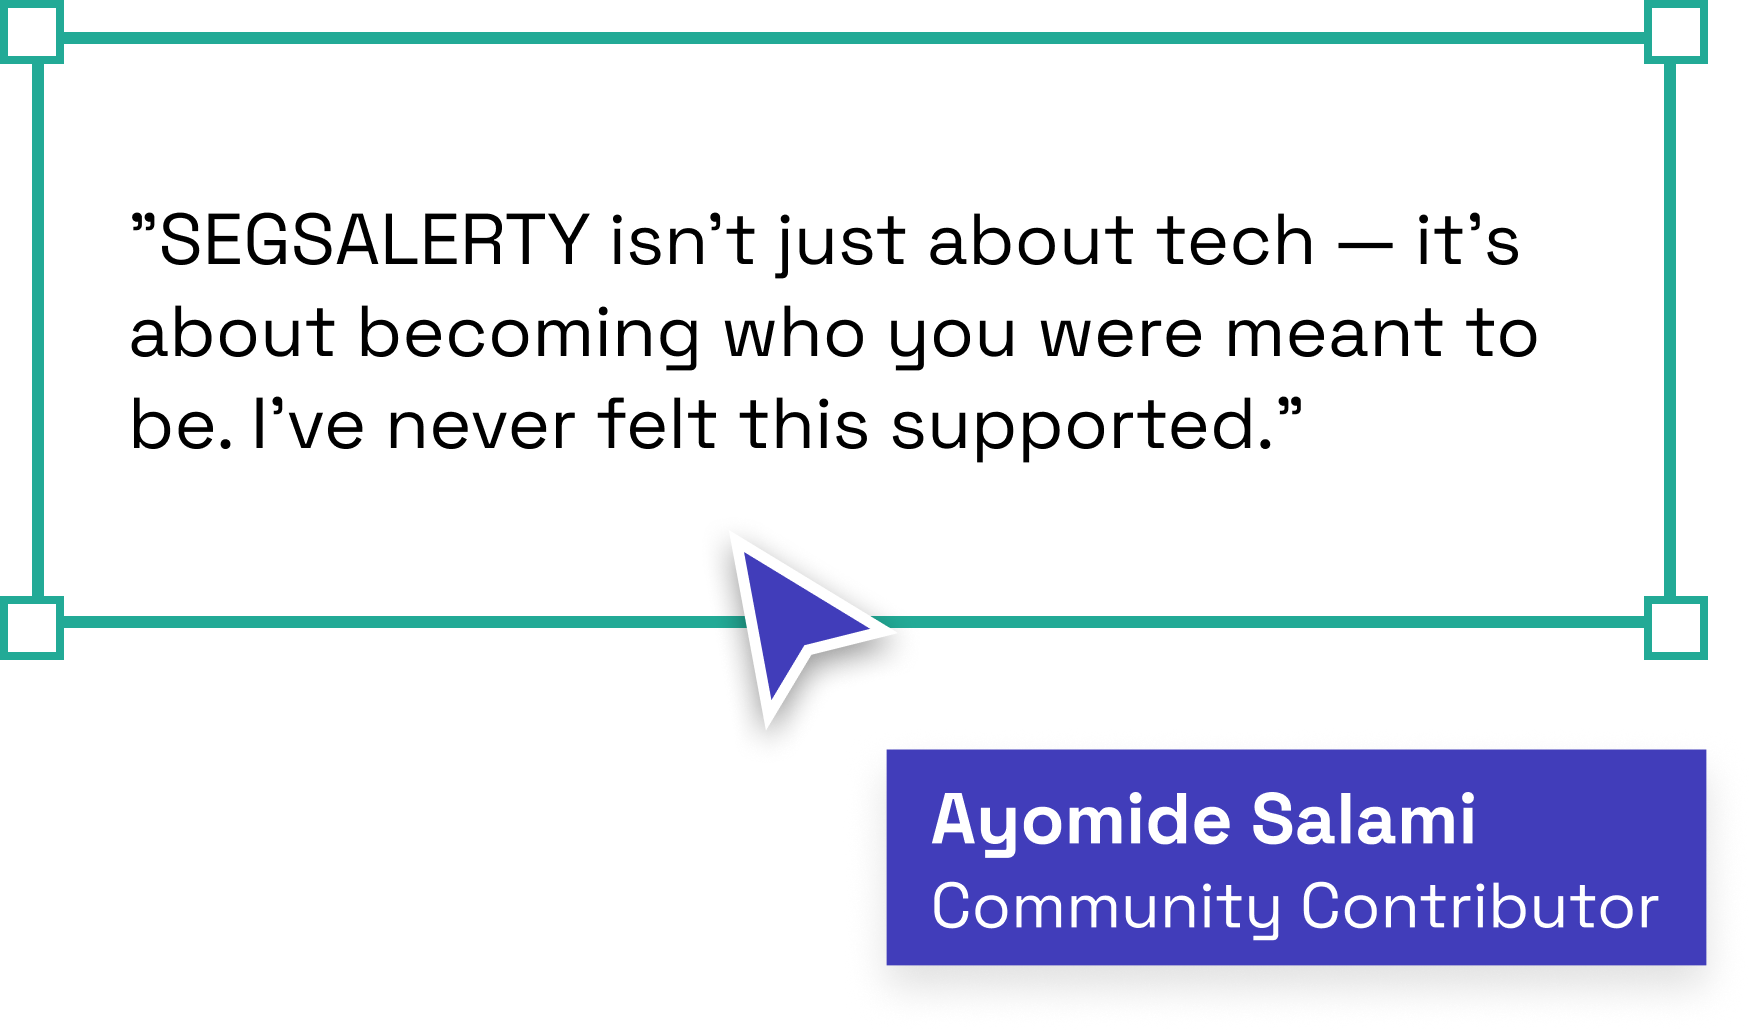 ”SEGSALERTY isn’t just about tech — it’s
about becoming who you were meant to
be. I’ve never felt this supported.”
Ayomide Salami
Community Contributor